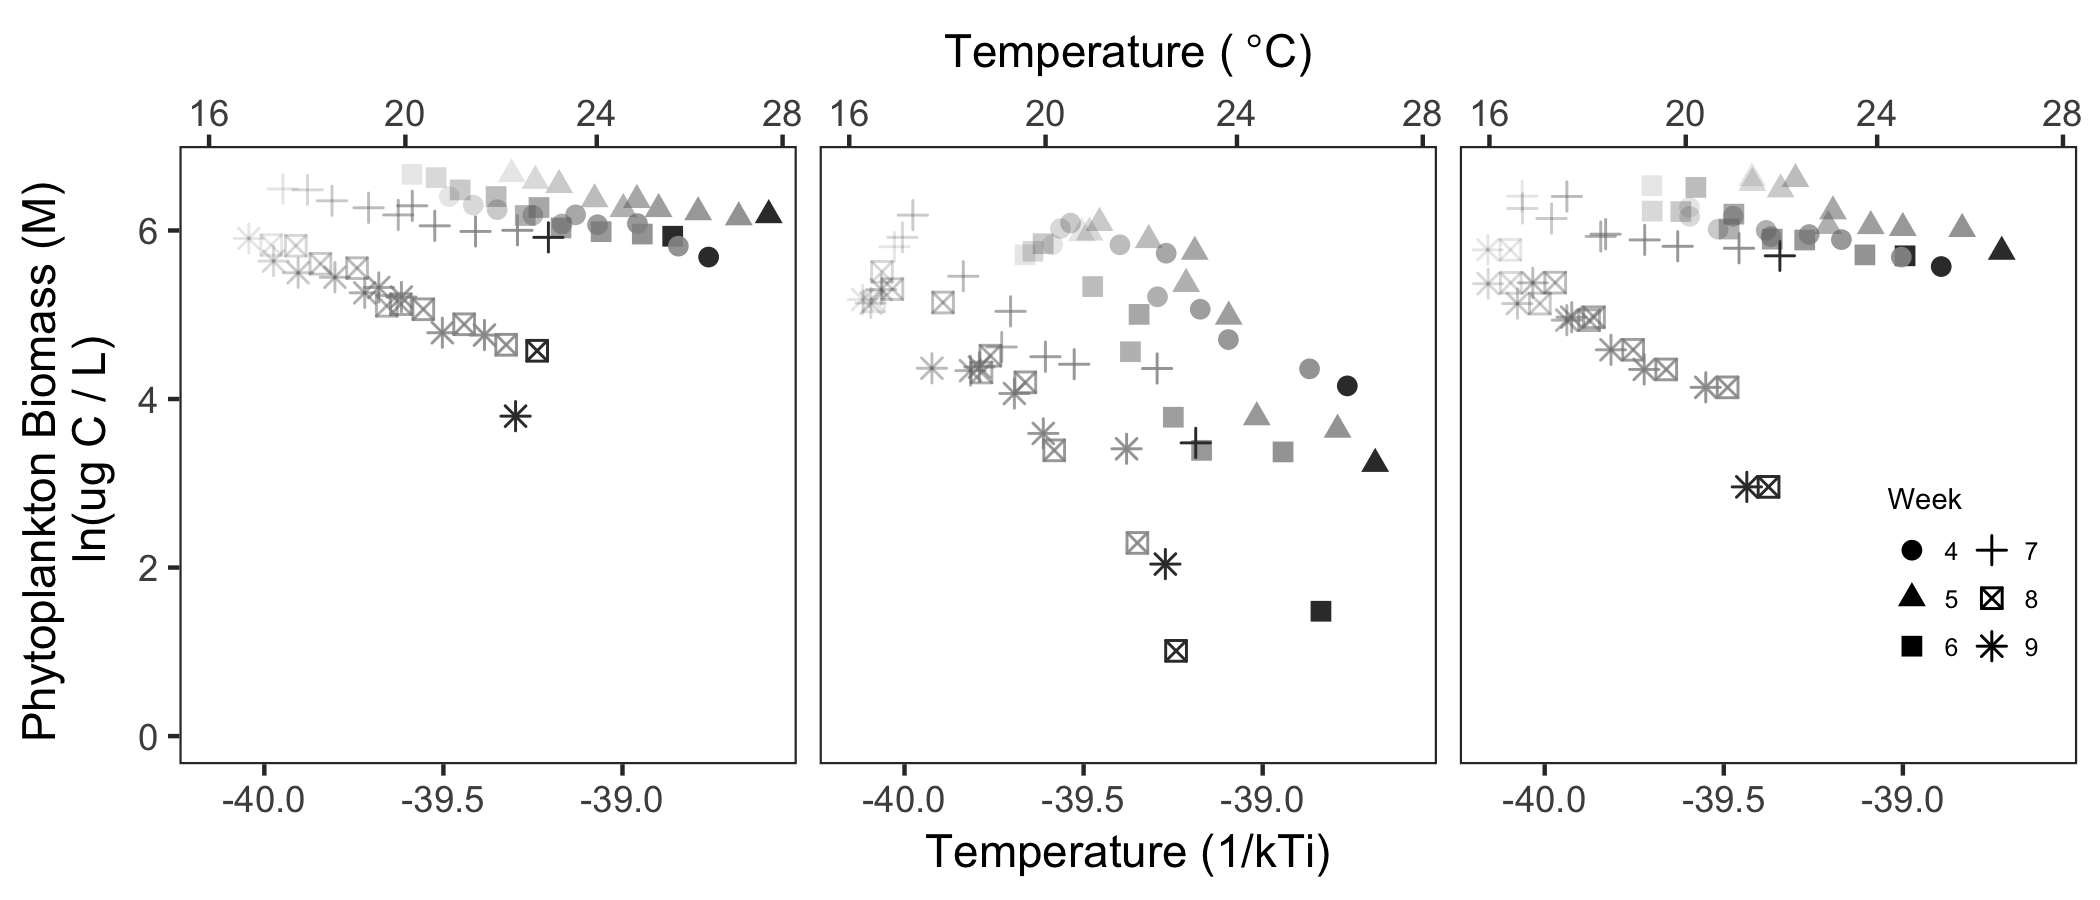 Temperature ( °C)
16 20 24 28 16 20 24 28 16 20 24 28
Phytoplankton Biomass (M)
ln(ug C / L)
6
4
2
0
Week
4 7
5 8
6 9
-40.0 -39.5 -39.0 -40.0 -39.5 -39.0 -40.0 -39.5 -39.0
Temperature (1/kTi)